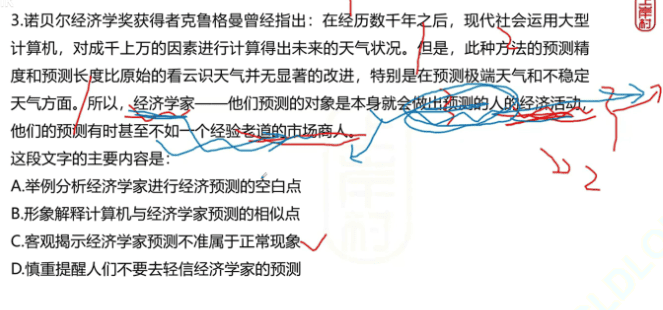 3.诺贝尔经济学奖获得者克鲁格曼曾经指出：在经历数千年之后，现代社会运用大型
计算机，对成千上万的因素进行计算得出未来的天气状况。但是，此种方法的预测精
度和预测长度比原始的看云识天气并无显著的改进，特别是在预测极端天气和不稳定
天气方面。所以，经济学家——他们预测的对象是本身就会做出预测的人的经济活动，
他们的预测有时甚至不如一个经验老道的市场商人。
这段文字的主要内容是：
A.举例分析经济学家进行经济预测的空白点
B.形象解释计算机与经济学家预测的相似点
C.客观揭示经济学家预测不准属于正常现象
D.慎重提醒人们不要去轻信经济学家的预测
2
上岸村